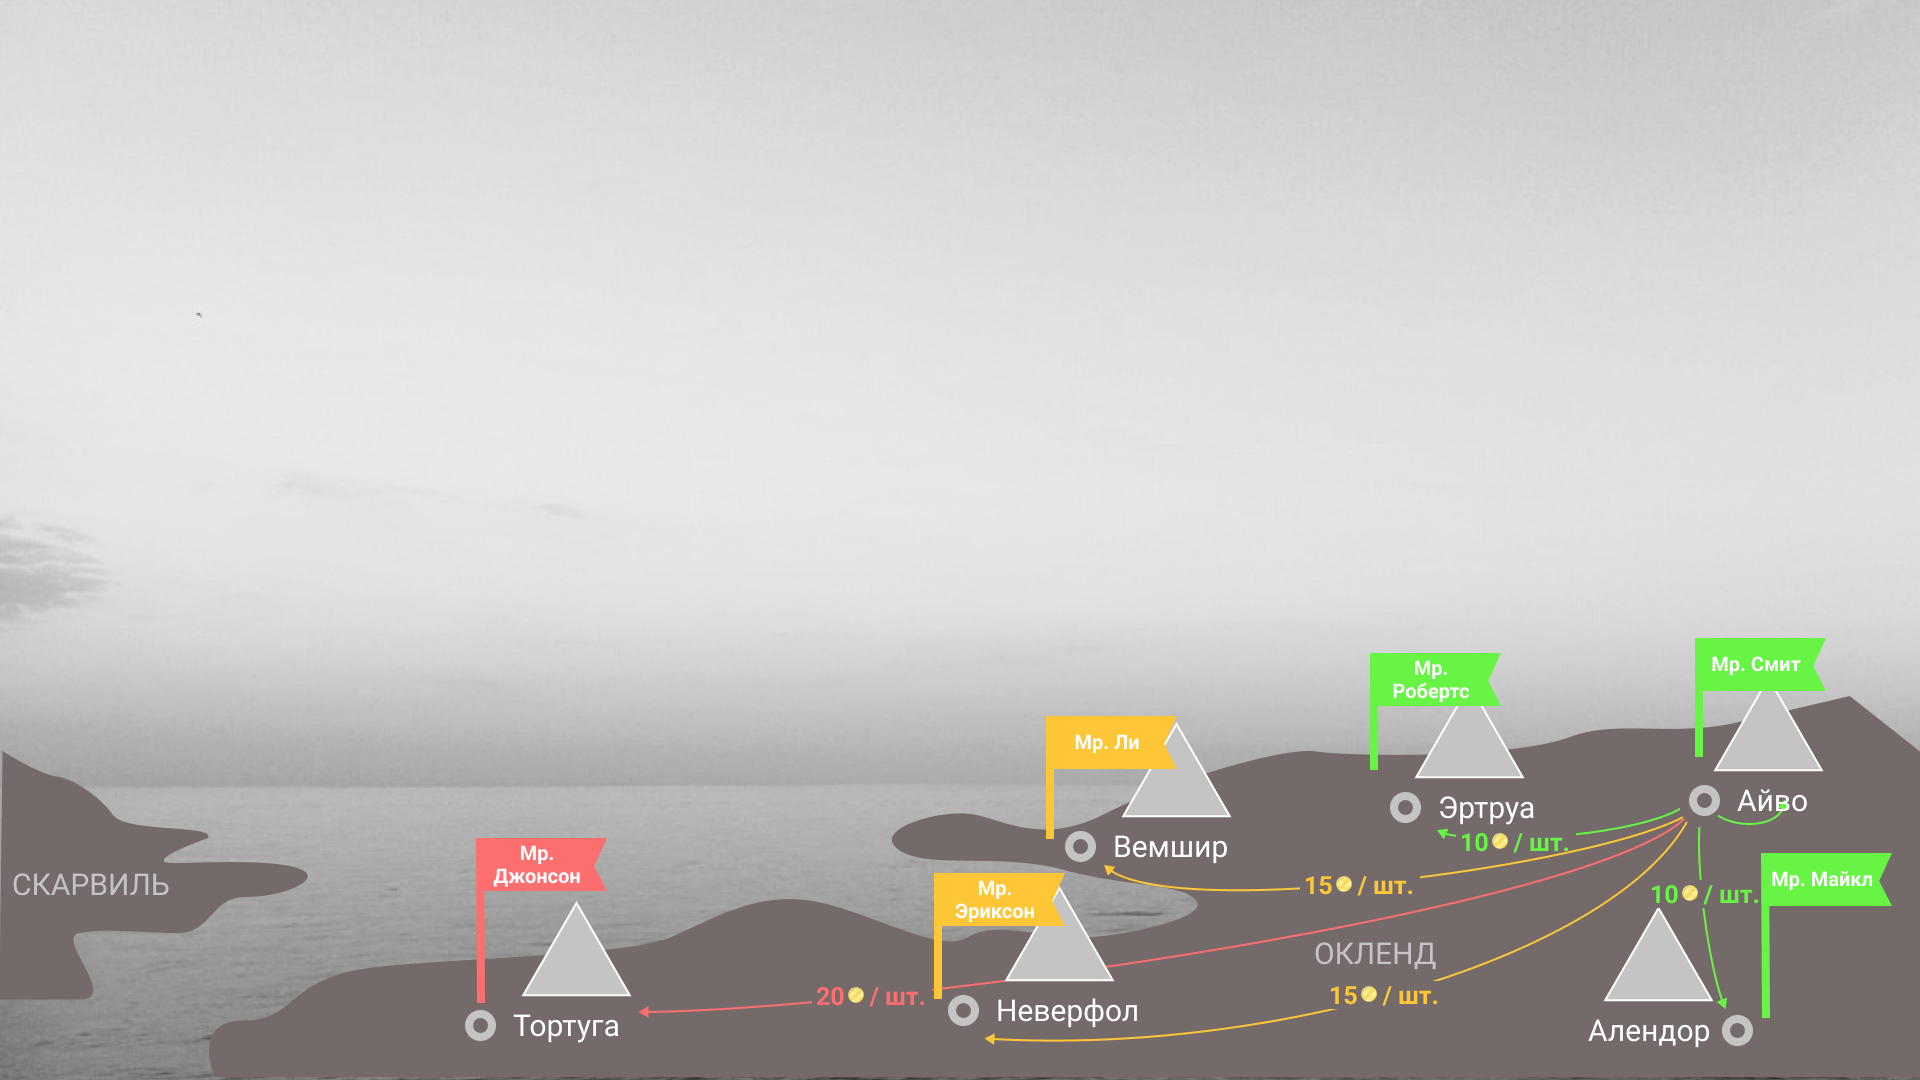 Мр. Смит
Мр.
Робертс
Мр. Ли
Эртруа
Айво
10 / шт.
Вемшир
Мр.
Джонсон
СКАРВИЛЬ
15 / шт.
Мр.
Эриксон
10 / шт.
Мр. Майкл
ОКЛЕНД
20 / шт.
15 / шт.
Неверфол
Тортуга
Алендор